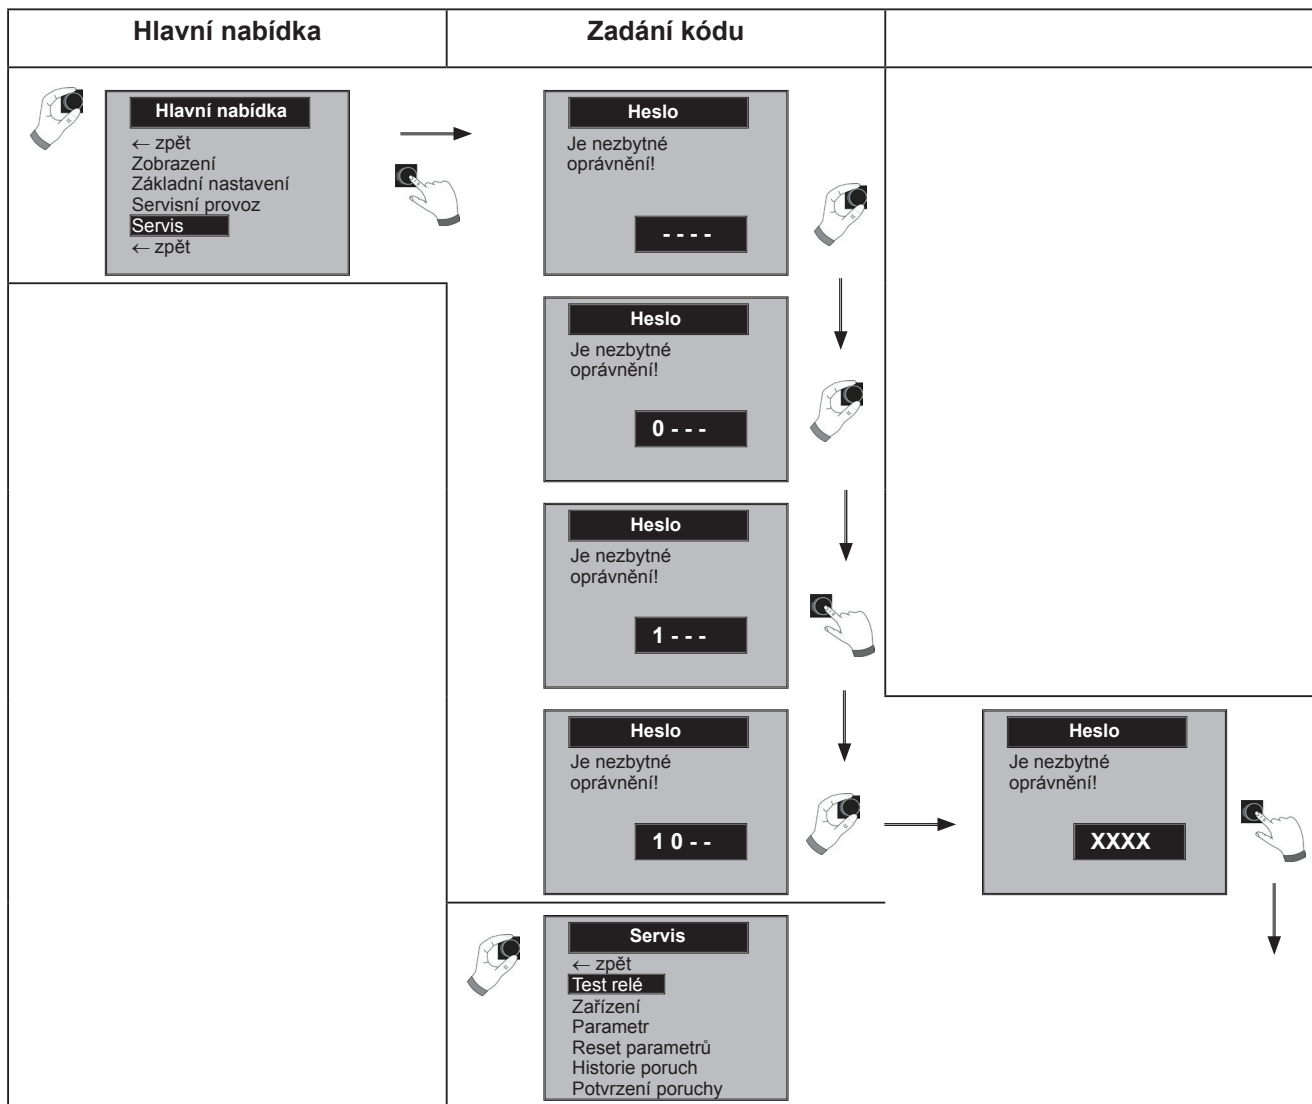 Hlavní nabídka
Zadání kódu
Hlavní nabídka
← zpět
Zobrazení
Základní nastavení
Servisní provoz
Servis
← zpět
Heslo
Je nezbytné
oprávnění!
- - - -
Heslo
Je nezbytné
oprávnění!
0 - - -
Heslo
Je nezbytné
oprávnění!
1 - - -
Heslo
Je nezbytné
oprávnění!
1 0 - -
Heslo
Je nezbytné
oprávnění!
XXXX
Servis
← zpět
Test relé
Zařízení
Parametr
Reset parametrů
Historie poruch
Potvrzení poruchy